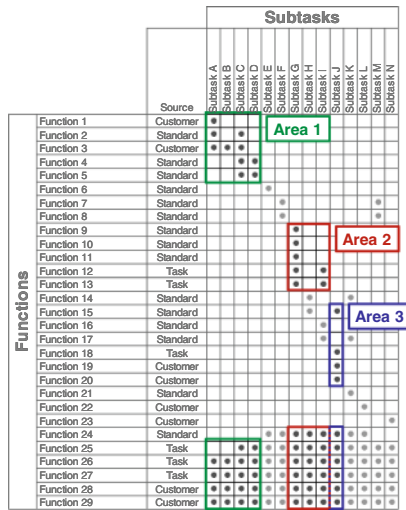 Subtasks
Source
Subtask A
Subtask B
Subtask C
Subtask D
Subtask E
Subtask F
Subtask G
Subtask H
Subtask I
Subtask J
Subtask K
Subtask L
Subtask M
Subtask N
Functions
Function 1 Customer
Function 2 Standard
Function 3 Customer
Function 4 Standard
Function 5 Standard
Function 6 Standard
Function 7 Standard
Function 8 Standard
Function 9 Standard
Function 10 Standard
Function 11 Standard
Function 12 Task
Function 13 Task
Function 14 Standard
Function 15 Standard
Function 16 Standard
Function 17 Standard
Function 18 Task
Function 19 Customer
Function 20 Customer
Function 21 Standard
Function 22 Customer
Function 23 Customer
Function 24 Standard
Function 25 Task
Function 26 Task
Function 27 Task
Function 28 Customer
Function 29 Customer
Area 1
Area 2
Area 3